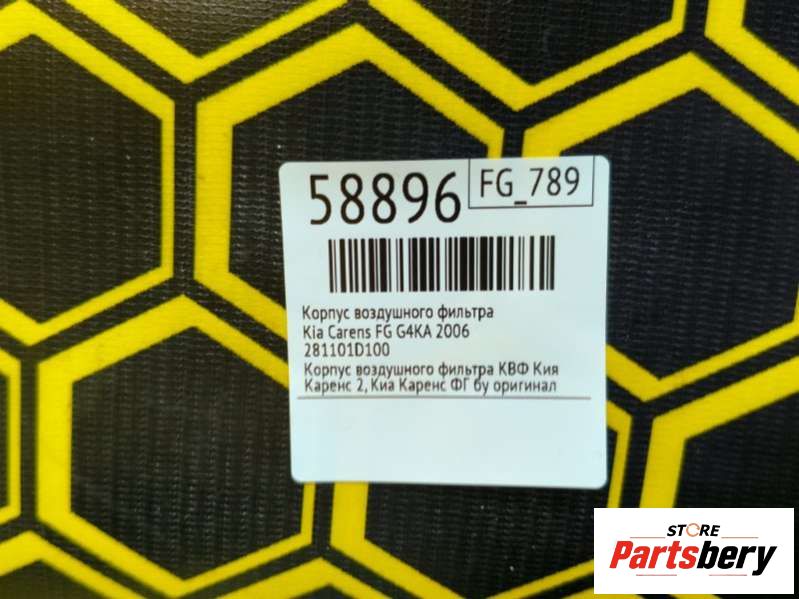 58896
FG_789
Корпус воздушного фильтра
Kia Carens FG G4KA 2006
281101D100
Корпус воздушного фильтра КВФ Кия
Каренс 2, Киа Каренс ФГ бу оригинал
STORE
Partsbery